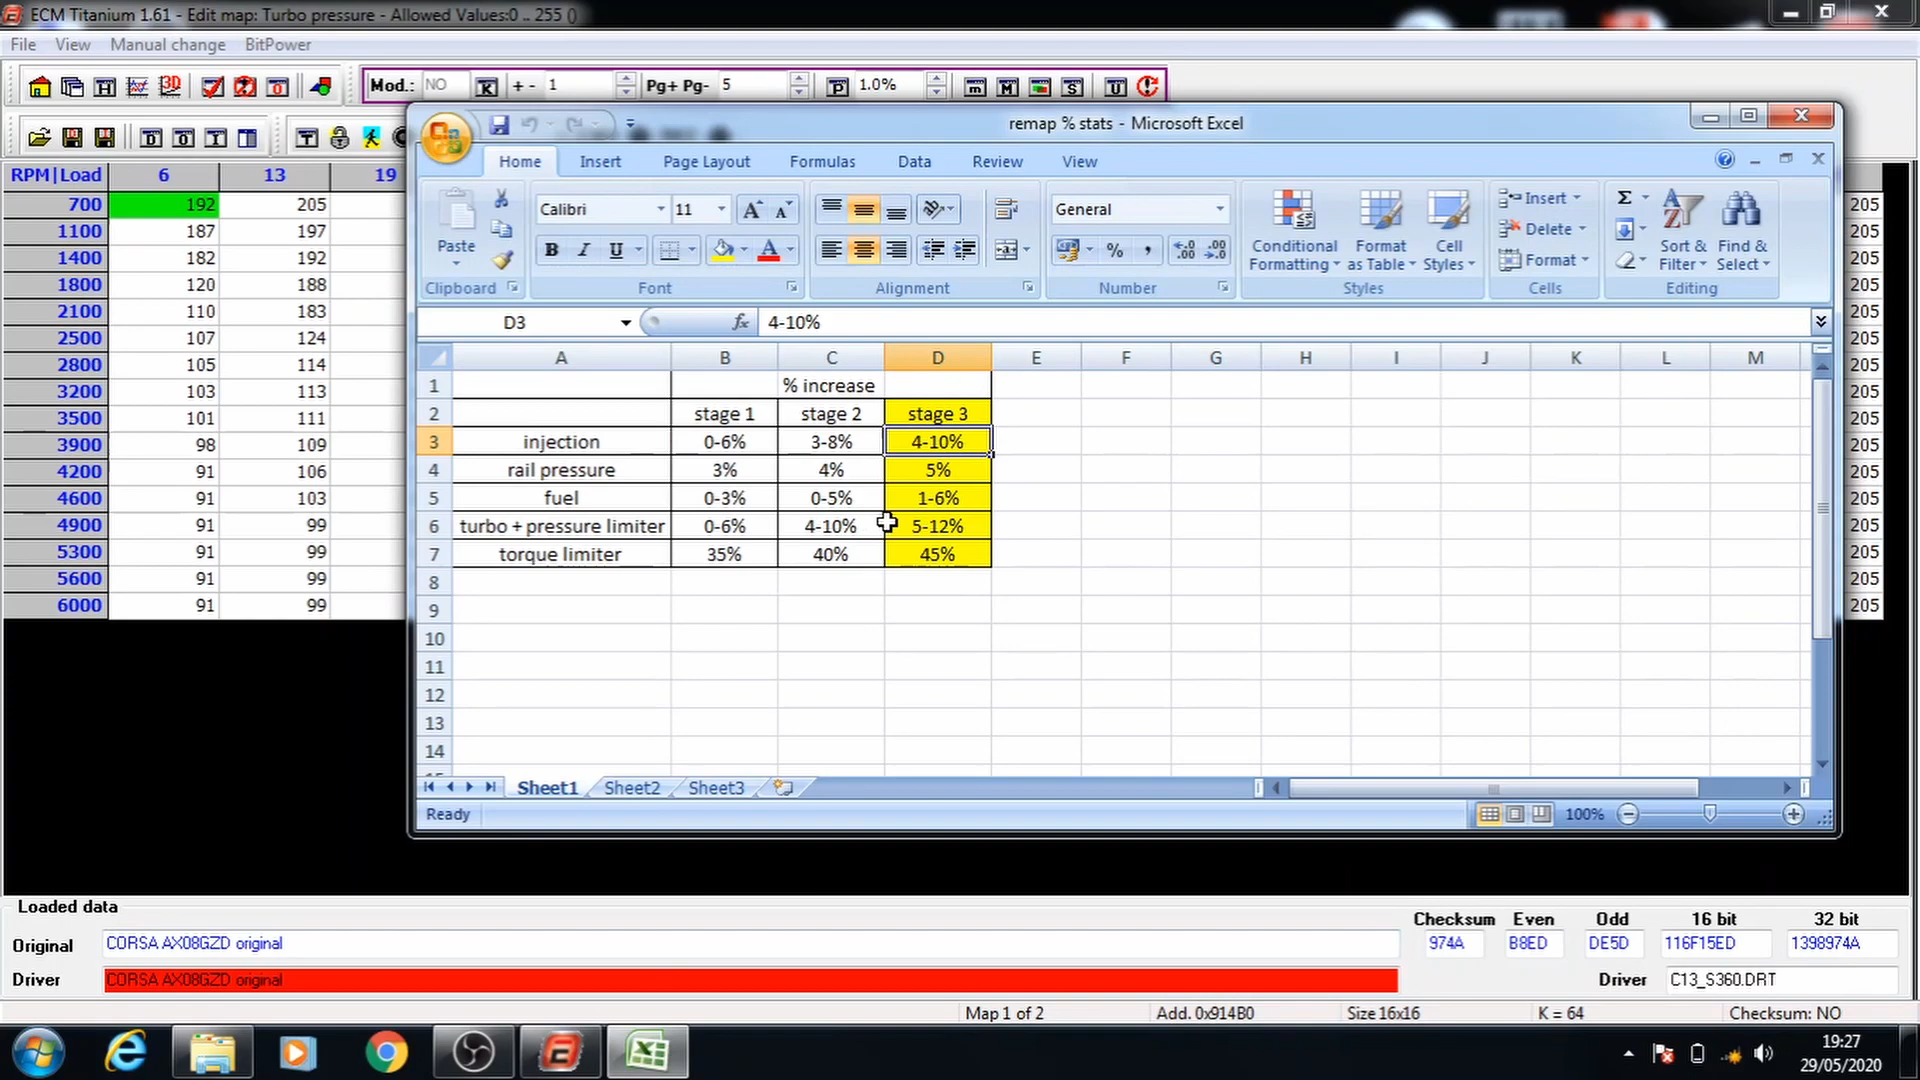 ECM Titanium 1.61 - Edit map: Turbo pressure - Allowed Values:0 .. 255 ()
File View Manual change BitPower
Mod.: NO K + - 1 Pg+ Pg- 5 P 1.0%
RPM|Load 6 13 19
700 192 205 205
1100 187 197 205
1400 182 192 205
1800 120 188 205
2100 110 183 205
2500 107 124 205
2800 105 114 205
3200 103 113 205
3500 101 111 205
3900 98 109 205
4200 91 106 205
4600 91 103 205
4900 91 99 205
5300 91 99 205
5600 91 99 205
6000 91 99 205
remap % stats - Microsoft Excel
Home Insert Page Layout Formulas Data Review View
Paste
Calibri 11
B I U
General
Conditional Formatting
Format as Table
Cell Styles
Insert
Delete
Format
Sort & Filter
Find & Select
Clipboard Font Alignment Number Styles Cells Editing
D3 fx 4-10%
A B C D E F G H I J K L M
1 % increase
2 stage 1 stage 2 stage 3
3 injection 0-6% 3-8% 4-10%
4 rail pressure 3% 4% 5%
5 fuel 0-3% 0-5% 1-6%
6 turbo + pressure limiter 0-6% 4-10% 5-12%
7 torque limiter 35% 40% 45%
8
9
10
11
12
13
14
Sheet1 Sheet2 Sheet3
Ready 100%
Loaded data
Checksum Even Odd 16 bit 32 bit
Original CORSA AX08GZD original 974A B8ED DE5D 116F15ED 1398974A
Driver CORSA AX08GZD original Driver C13_S360.DRT
Map 1 of 2 Add. 0x914B0 Size 16x16 K = 64 Checksum: NO
19:27
29/05/2020